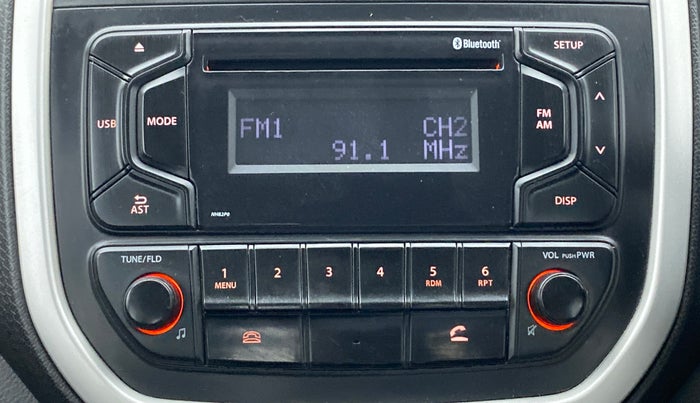 Bluetooth
SETUP
USB
MODE
FM1 CH2
91.1 MHz
FM
AM
AST
DISP
TUNE/FLD
VOL PUSH PWR
1
MENU
2
3
4
5
RDM
6
RPT